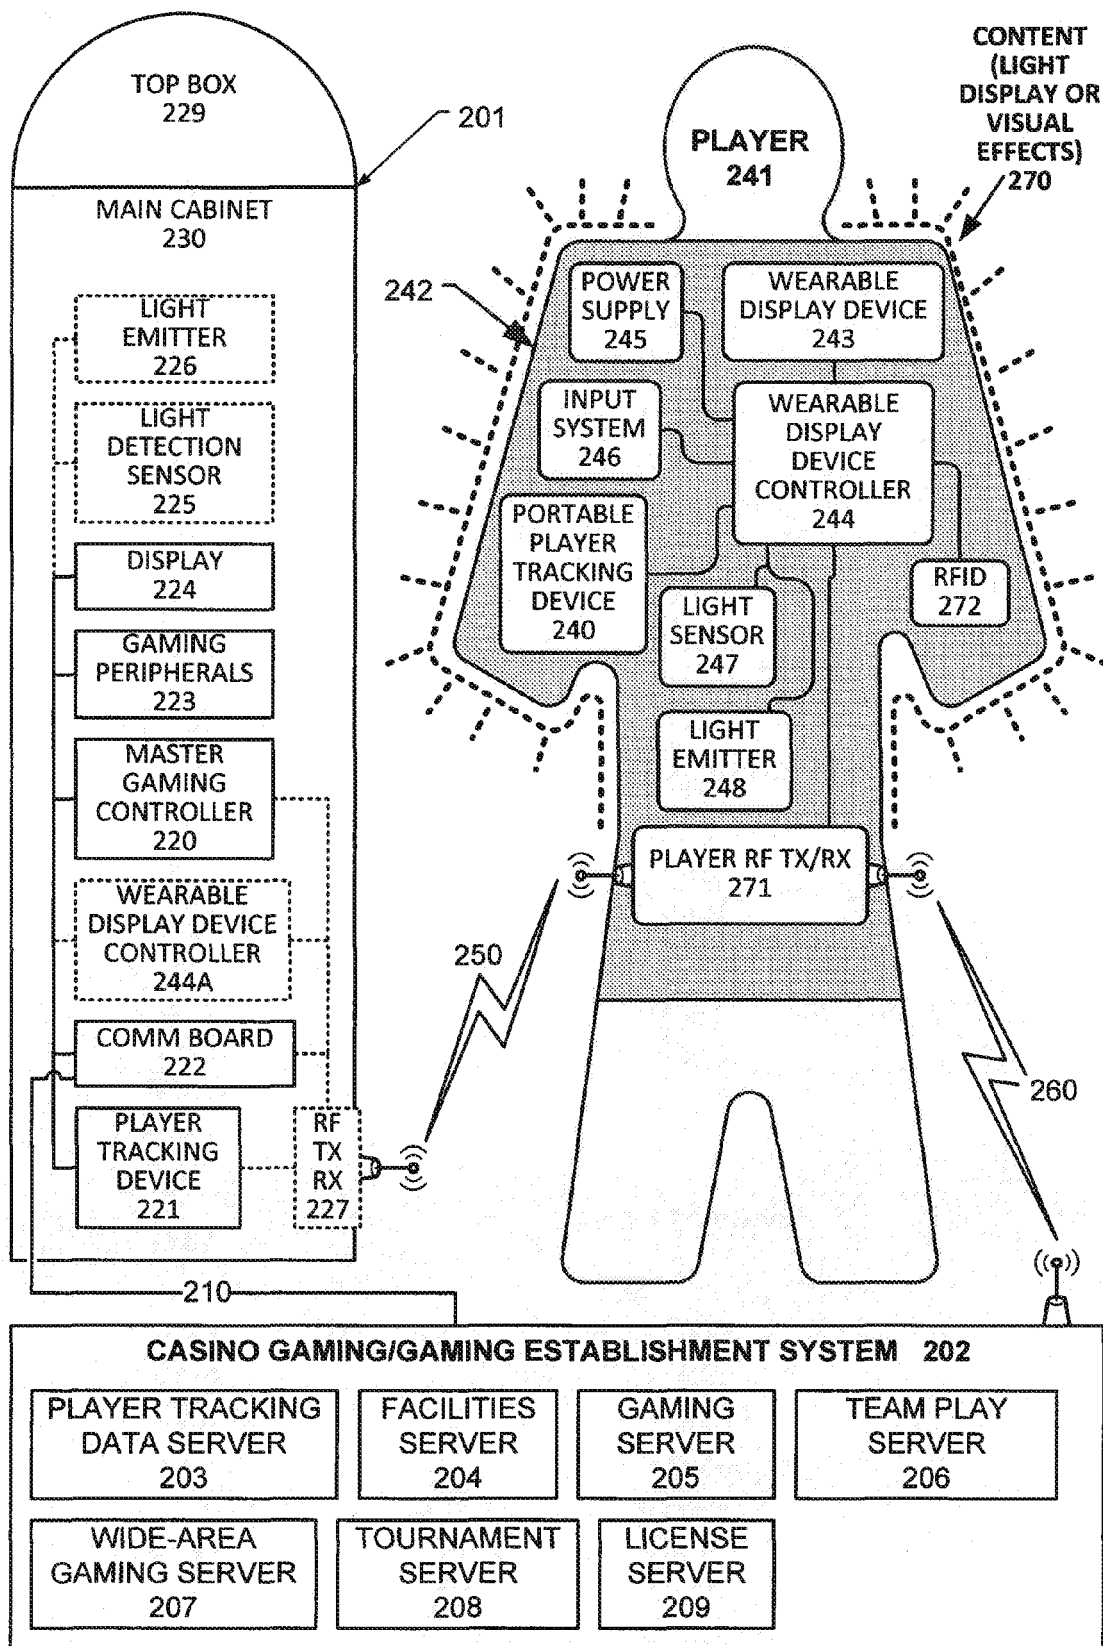 TOP BOX
229
201
MAIN CABINET
230
LIGHT
EMITTER
226
LIGHT
DETECTION
SENSOR
225
DISPLAY
224
GAMING
PERIPHERALS
223
MASTER
GAMING
CONTROLLER
220
WEARABLE
DISPLAY DEVICE
CONTROLLER
244A
COMM BOARD
222
PLAYER
TRACKING
DEVICE
221
RF
TX
RX
227
CONTENT
(LIGHT
DISPLAY OR
VISUAL
EFFECTS)
270
PLAYER
241
242
POWER
SUPPLY
245
WEARABLE
DISPLAY DEVICE
243
INPUT
SYSTEM
246
WEARABLE
DISPLAY
DEVICE
CONTROLLER
244
PORTABLE
PLAYER
TRACKING
DEVICE
240
LIGHT
SENSOR
247
RFID
272
LIGHT
EMITTER
248
PLAYER RF TX/RX
271
250
260
210
CASINO GAMING/GAMING ESTABLISHMENT SYSTEM 202
PLAYER TRACKING
DATA SERVER
203
FACILITIES
SERVER
204
GAMING
SERVER
205
TEAM PLAY
SERVER
206
WIDE-AREA
GAMING SERVER
207
TOURNAMENT
SERVER
208
LICENSE
SERVER
209